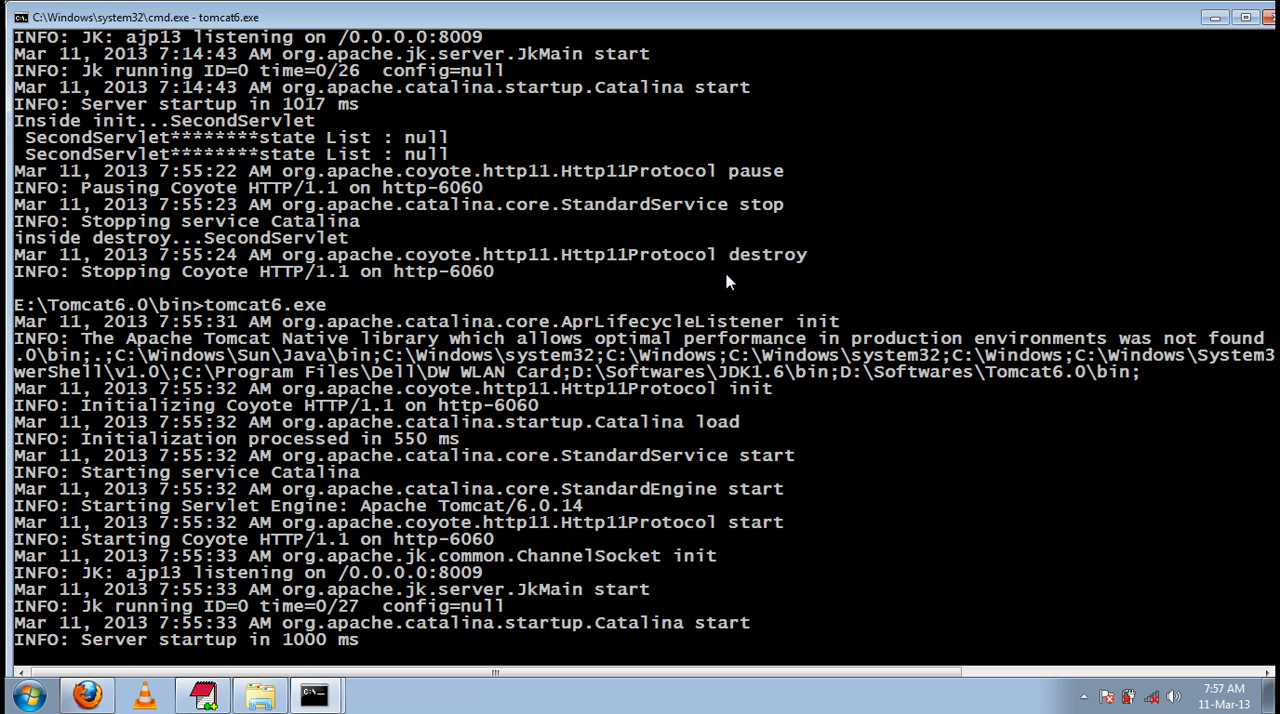 C:\Windows\system32\cmd.exe - tomcat6.exe
INFO: JK: ajp13 listening on /0.0.0.0:8009
Mar 11, 2013 7:14:43 AM org.apache.jk.server.JkMain start
INFO: Jk running ID=0 time=0/26  config=null
Mar 11, 2013 7:14:43 AM org.apache.catalina.startup.Catalina start
INFO: Server startup in 1017 ms
Inside init...SecondServlet
 SecondServlet********state List : null
 SecondServlet********state List : null
Mar 11, 2013 7:55:22 AM org.apache.coyote.http11.Http11Protocol pause
INFO: Pausing Coyote HTTP/1.1 on http-6060
Mar 11, 2013 7:55:23 AM org.apache.catalina.core.StandardService stop
INFO: Stopping service Catalina
inside destroy...SecondServlet
Mar 11, 2013 7:55:24 AM org.apache.coyote.http11.Http11Protocol destroy
INFO: Stopping Coyote HTTP/1.1 on http-6060
E:\Tomcat6.0\bin>tomcat6.exe
Mar 11, 2013 7:55:31 AM org.apache.catalina.core.AprLifecycleListener init
INFO: The Apache Tomcat Native library which allows optimal performance in production environments was not found
.0\bin;.;C:\Windows\Sun\Java\bin;C:\Windows\system32;C:\Windows;C:\Windows\system32;C:\Windows;C:\Windows\System3
werShell\v1.0\;C:\Program Files\Dell\DW WLAN Card;D:\Softwares\JDK1.6\bin;D:\Softwares\Tomcat6.0\bin;
Mar 11, 2013 7:55:32 AM org.apache.coyote.http11.Http11Protocol init
INFO: Initializing Coyote HTTP/1.1 on http-6060
Mar 11, 2013 7:55:32 AM org.apache.catalina.startup.Catalina load
INFO: Initialization processed in 550 ms
Mar 11, 2013 7:55:32 AM org.apache.catalina.core.StandardService start
INFO: Starting service Catalina
Mar 11, 2013 7:55:32 AM org.apache.catalina.core.StandardEngine start
INFO: Starting Servlet Engine: Apache Tomcat/6.0.14
Mar 11, 2013 7:55:32 AM org.apache.coyote.http11.Http11Protocol start
INFO: Starting Coyote HTTP/1.1 on http-6060
Mar 11, 2013 7:55:33 AM org.apache.jk.common.ChannelSocket init
INFO: JK: ajp13 listening on /0.0.0.0:8009
Mar 11, 2013 7:55:33 AM org.apache.jk.server.JkMain start
INFO: Jk running ID=0 time=0/27  config=null
Mar 11, 2013 7:55:33 AM org.apache.catalina.startup.Catalina start
INFO: Server startup in 1000 ms
7:57 AM
11-Mar-13